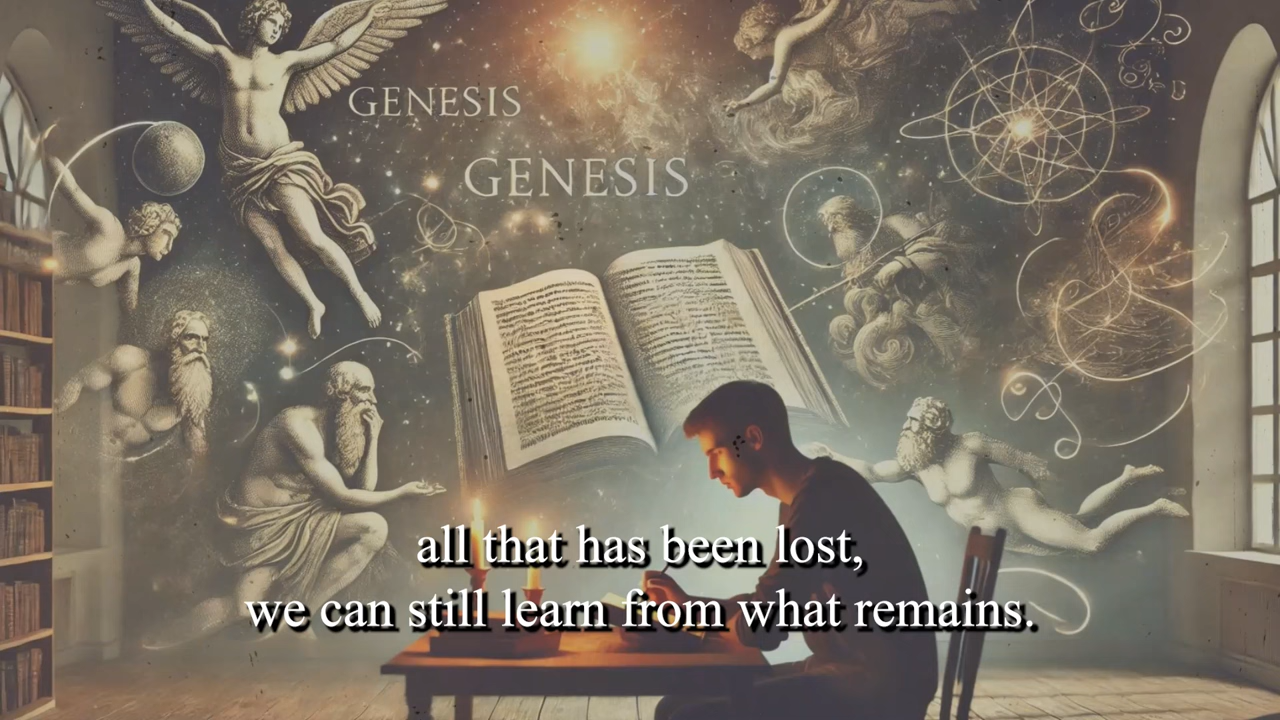 GENESIS
GENESIS
all that has been lost,
we can still learn from what remains.